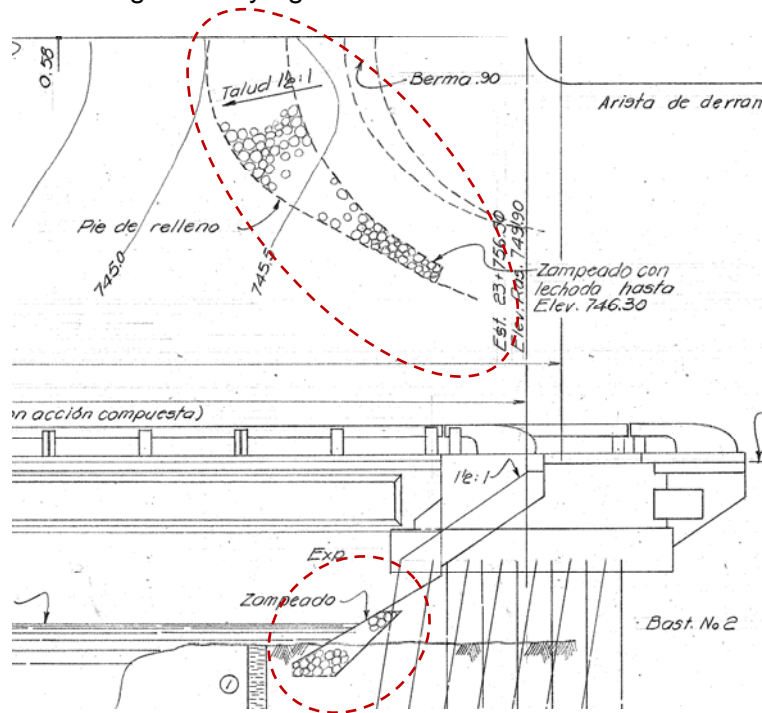 0.58
Talud 1½:1
Berma .90
Arista de derram
Pie de relleno
745.0
745.5
Est. 23+756.50
Elev. Ras. 749.90
Zampeado con
lechada hasta
Elev. 746.30
on acción compuesta)
1½:1
Exp.
Zampeado
Bast. No 2
1